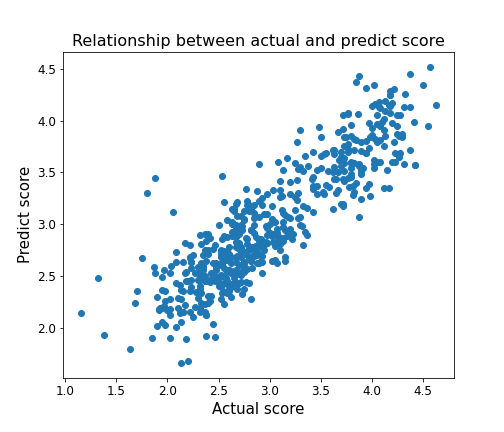 Relationship between actual and predict score
4.5
4.0
3.5
3.0
2.5
2.0
Predict score
1.0 1.5 2.0 2.5 3.0 3.5 4.0 4.5
Actual score